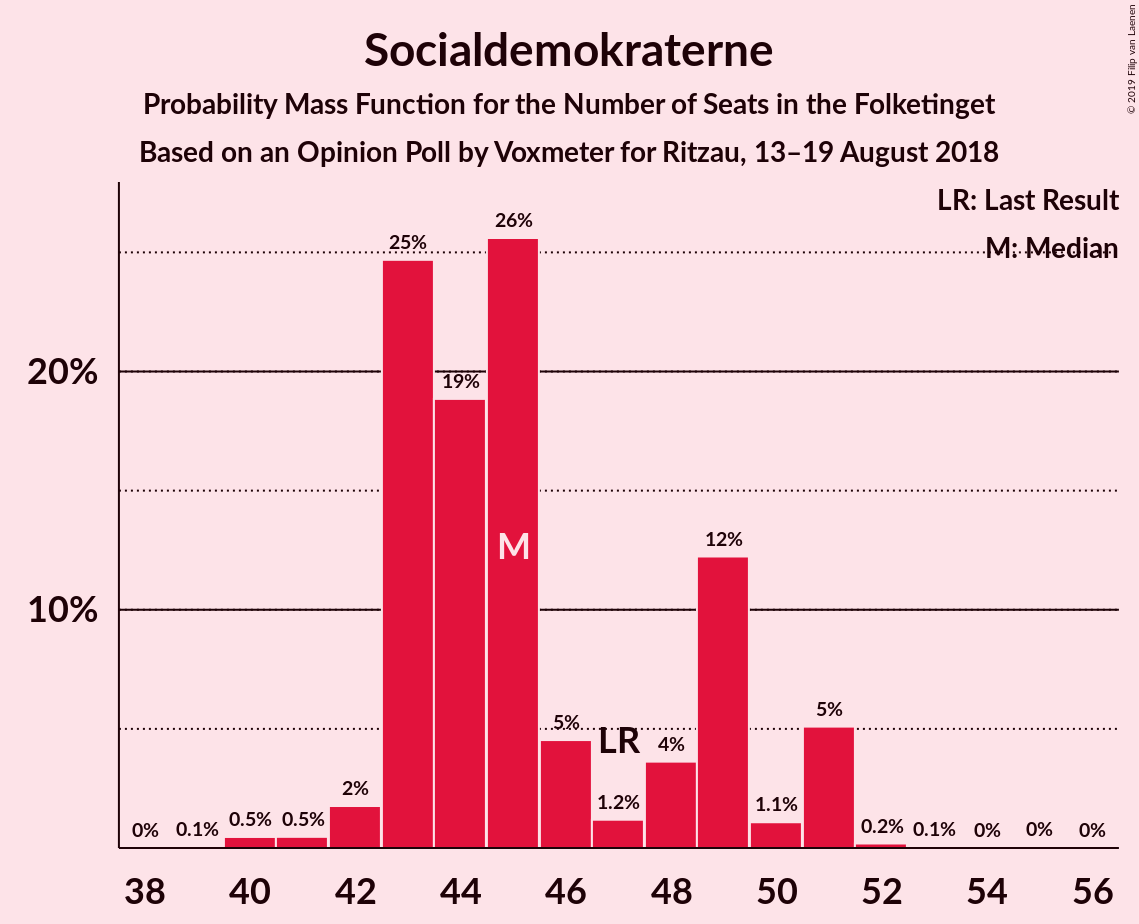 Socialdemokraterne
Probability Mass Function for the Number of Seats in the Folketinget
Based on an Opinion Poll by Voxmeter for Ritzau, 13–19 August 2018
© 2019 Filip van Laenen
LR: Last Result
M: Median
20%
10%
0%
0.1%
0.5%
0.5%
2%
25%
19%
26%
M
5%
LR
1.2%
4%
12%
1.1%
5%
0.2%
0.1%
0%
0%
0%
38 40 42 44 46 48 50 52 54 56